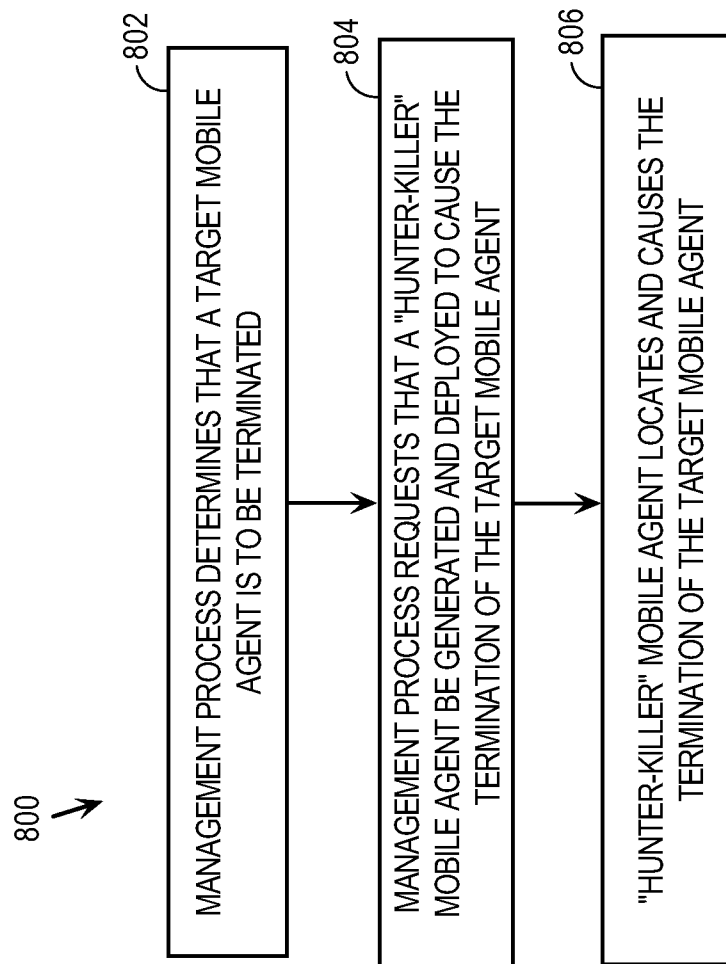 800
802
MANAGEMENT PROCESS DETERMINES THAT A TARGET MOBILE
AGENT IS TO BE TERMINATED
804
MANAGEMENT PROCESS REQUESTS THAT A "HUNTER-KILLER"
MOBILE AGENT BE GENERATED AND DEPLOYED TO CAUSE THE
TERMINATION OF THE TARGET MOBILE AGENT
806
"HUNTER-KILLER" MOBILE AGENT LOCATES AND CAUSES THE
TERMINATION OF THE TARGET MOBILE AGENT